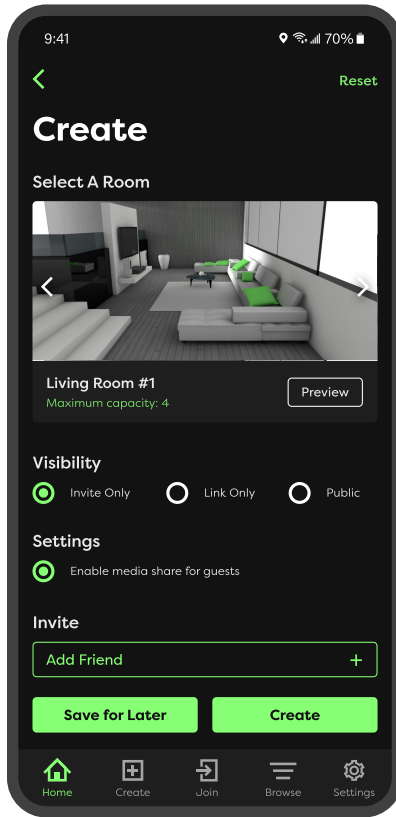 9:41 70%
Reset
Create
Select A Room
Living Room #1
Maximum capacity: 4
Preview
Visibility
Invite Only Link Only Public
Settings
Enable media share for guests
Invite
Add Friend +
Save for Later Create
Home Create Join Browse Settings